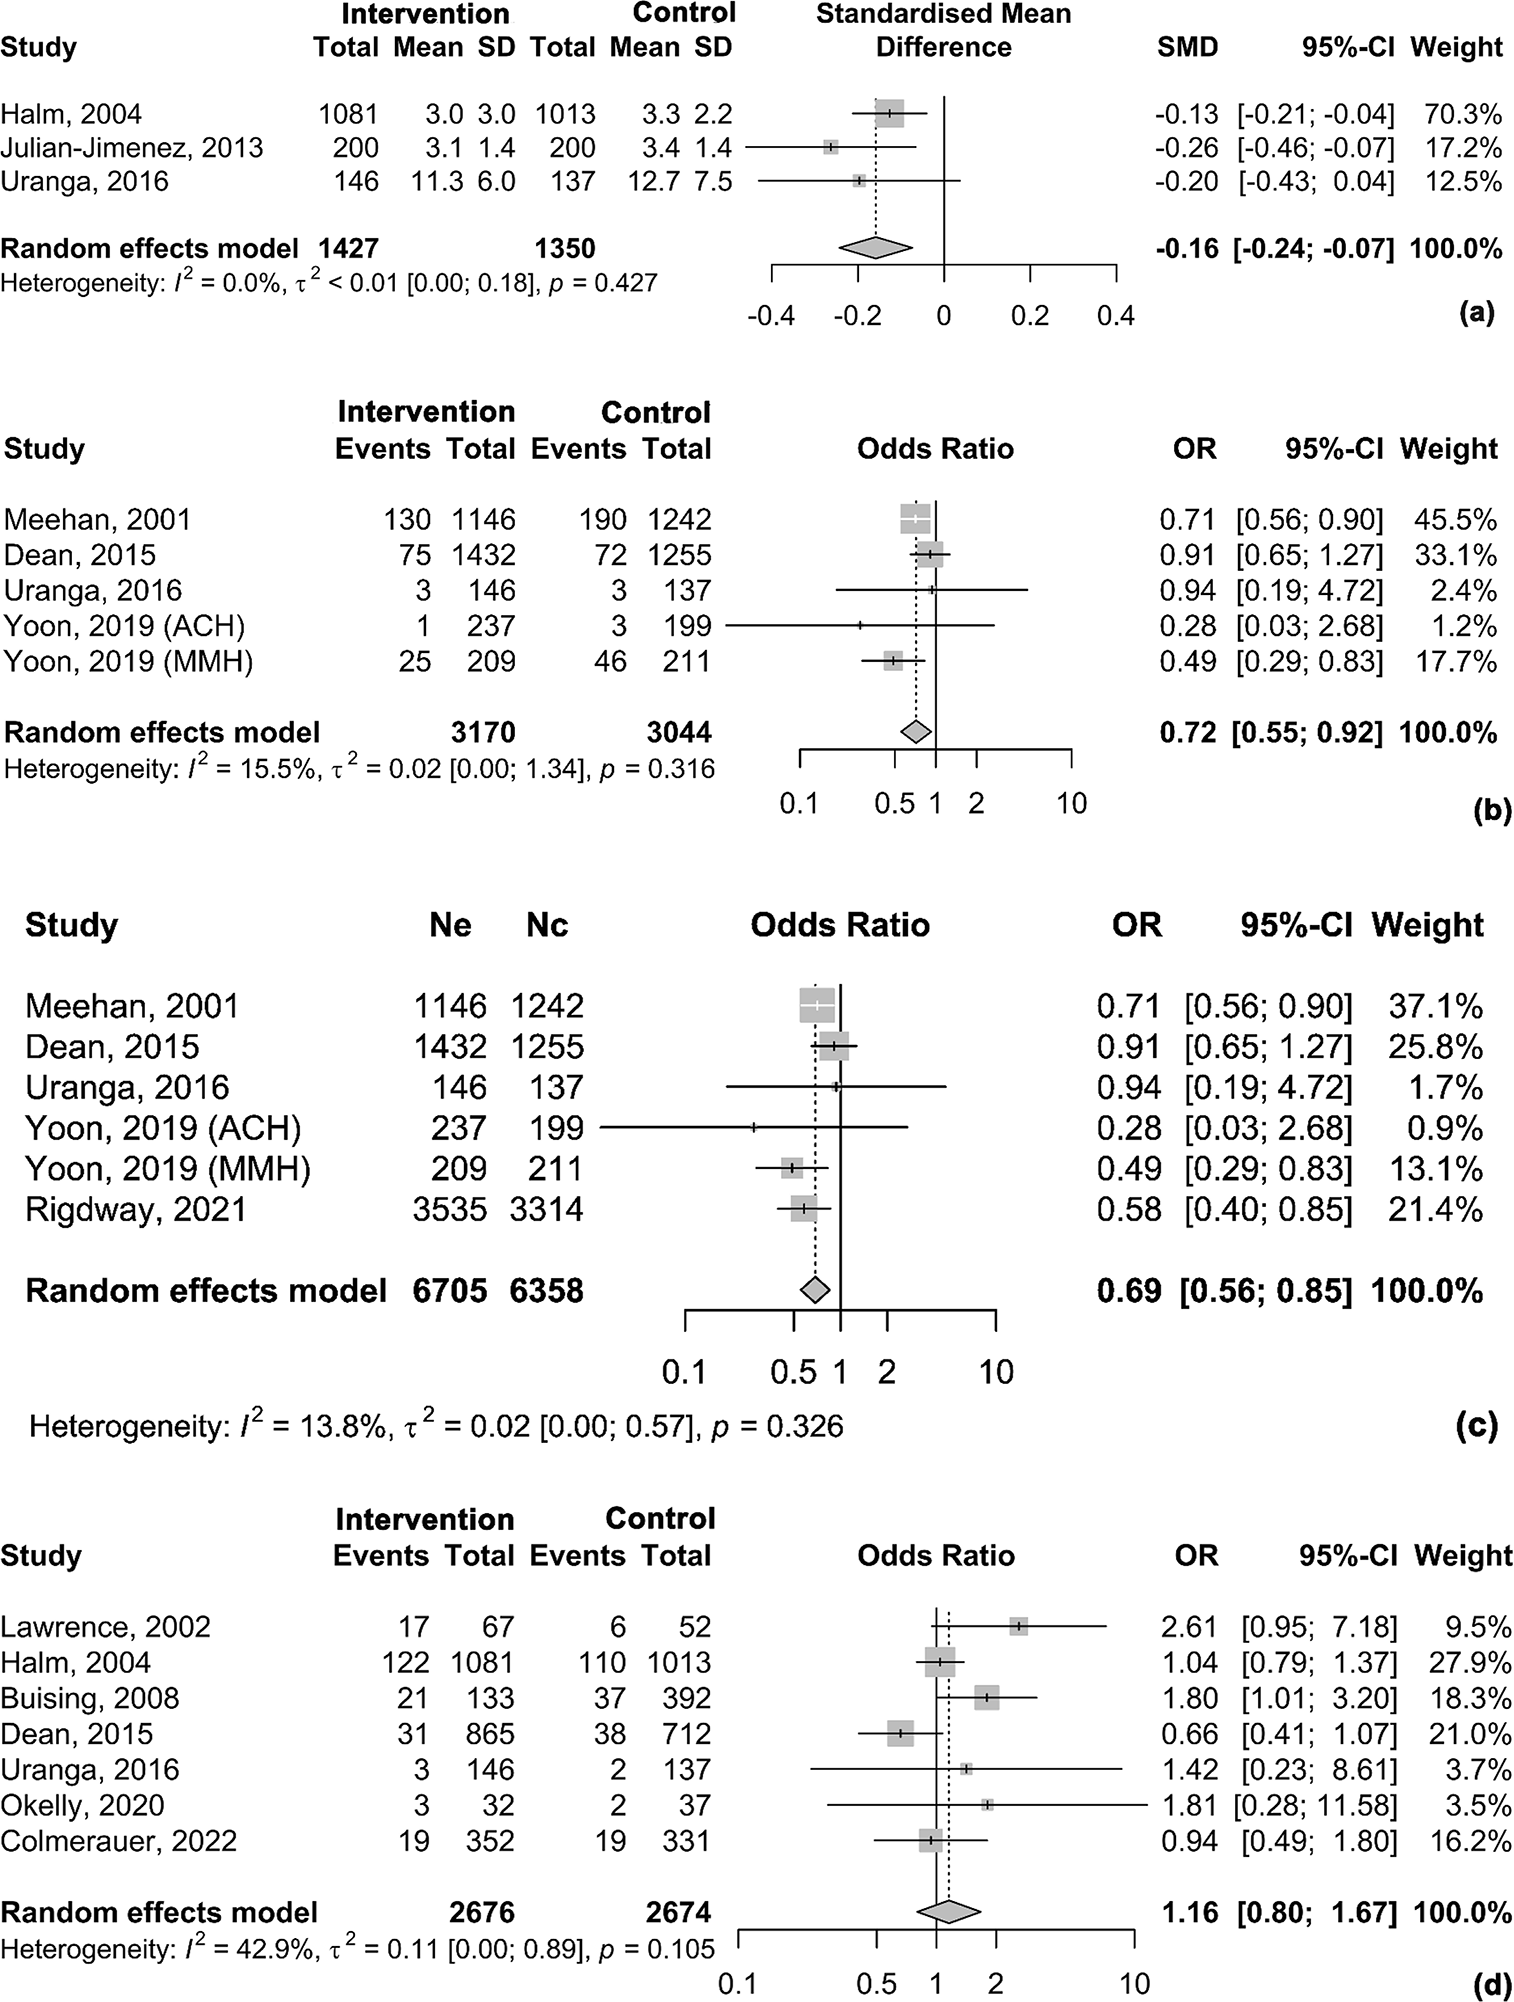 Intervention Control Standardised Mean
Study Total Mean SD Total Mean SD Difference SMD 95%-CI Weight
Halm, 2004 1081 3.0 3.0 1013 3.3 2.2 -0.13 [-0.21; -0.04] 70.3%
Julian-Jimenez, 2013 200 3.1 1.4 200 3.4 1.4 -0.26 [-0.46; -0.07] 17.2%
Uranga, 2016 146 11.3 6.0 137 12.7 7.5 -0.20 [-0.43; 0.04] 12.5%
Random effects model 1427 1350 -0.16 [-0.24; -0.07] 100.0%
Heterogeneity: I² = 0.0%, τ² < 0.01 [0.00; 0.18], p = 0.427
-0.4 -0.2 0 0.2 0.4 (a)
Intervention Control
Study Events Total Events Total Odds Ratio OR 95%-CI Weight
Meehan, 2001 130 1146 190 1242 0.71 [0.56; 0.90] 45.5%
Dean, 2015 75 1432 72 1255 0.91 [0.65; 1.27] 33.1%
Uranga, 2016 3 146 3 137 0.94 [0.19; 4.72] 2.4%
Yoon, 2019 (ACH) 1 237 3 199 0.28 [0.03; 2.68] 1.2%
Yoon, 2019 (MMH) 25 209 46 211 0.49 [0.29; 0.83] 17.7%
Random effects model 3170 3044 0.72 [0.55; 0.92] 100.0%
Heterogeneity: I² = 15.5%, τ² = 0.02 [0.00; 1.34], p = 0.316
0.1 0.5 1 2 10 (b)
Study Ne Nc Odds Ratio OR 95%-CI Weight
Meehan, 2001 1146 1242 0.71 [0.56; 0.90] 37.1%
Dean, 2015 1432 1255 0.91 [0.65; 1.27] 25.8%
Uranga, 2016 146 137 0.94 [0.19; 4.72] 1.7%
Yoon, 2019 (ACH) 237 199 0.28 [0.03; 2.68] 0.9%
Yoon, 2019 (MMH) 209 211 0.49 [0.29; 0.83] 13.1%
Rigdway, 2021 3535 3314 0.58 [0.40; 0.85] 21.4%
Random effects model 6705 6358 0.69 [0.56; 0.85] 100.0%
0.1 0.5 1 2 10
Heterogeneity: I² = 13.8%, τ² = 0.02 [0.00; 0.57], p = 0.326 (c)
Intervention Control
Study Events Total Events Total Odds Ratio OR 95%-CI Weight
Lawrence, 2002 17 67 6 52 2.61 [0.95; 7.18] 9.5%
Halm, 2004 122 1081 110 1013 1.04 [0.79; 1.37] 27.9%
Buising, 2008 21 133 37 392 1.80 [1.01; 3.20] 18.3%
Dean, 2015 31 865 38 712 0.66 [0.41; 1.07] 21.0%
Uranga, 2016 3 146 2 137 1.42 [0.23; 8.61] 3.7%
Okelly, 2020 3 32 2 37 1.81 [0.28; 11.58] 3.5%
Colmerauer, 2022 19 352 19 331 0.94 [0.49; 1.80] 16.2%
Random effects model 2676 2674 1.16 [0.80; 1.67] 100.0%
Heterogeneity: I² = 42.9%, τ² = 0.11 [0.00; 0.89], p = 0.105
0.1 0.5 1 2 10 (d)